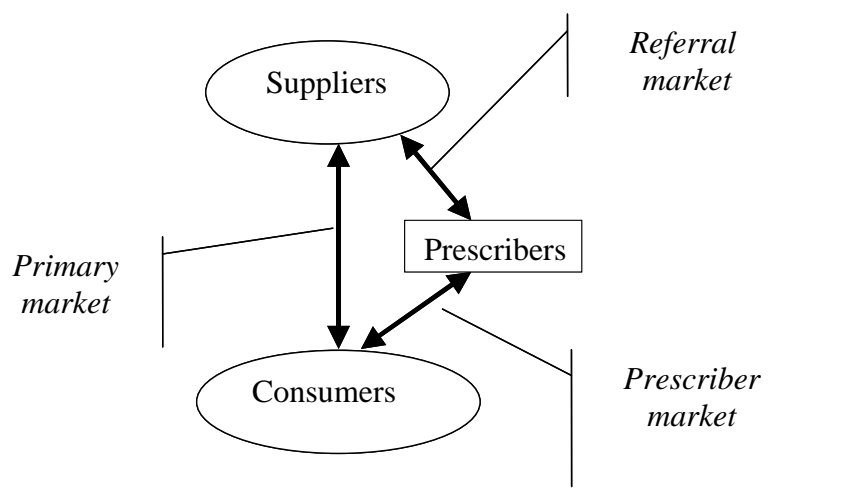 Suppliers
Referral
market
Prescribers
Primary
market
Consumers
Prescriber
market